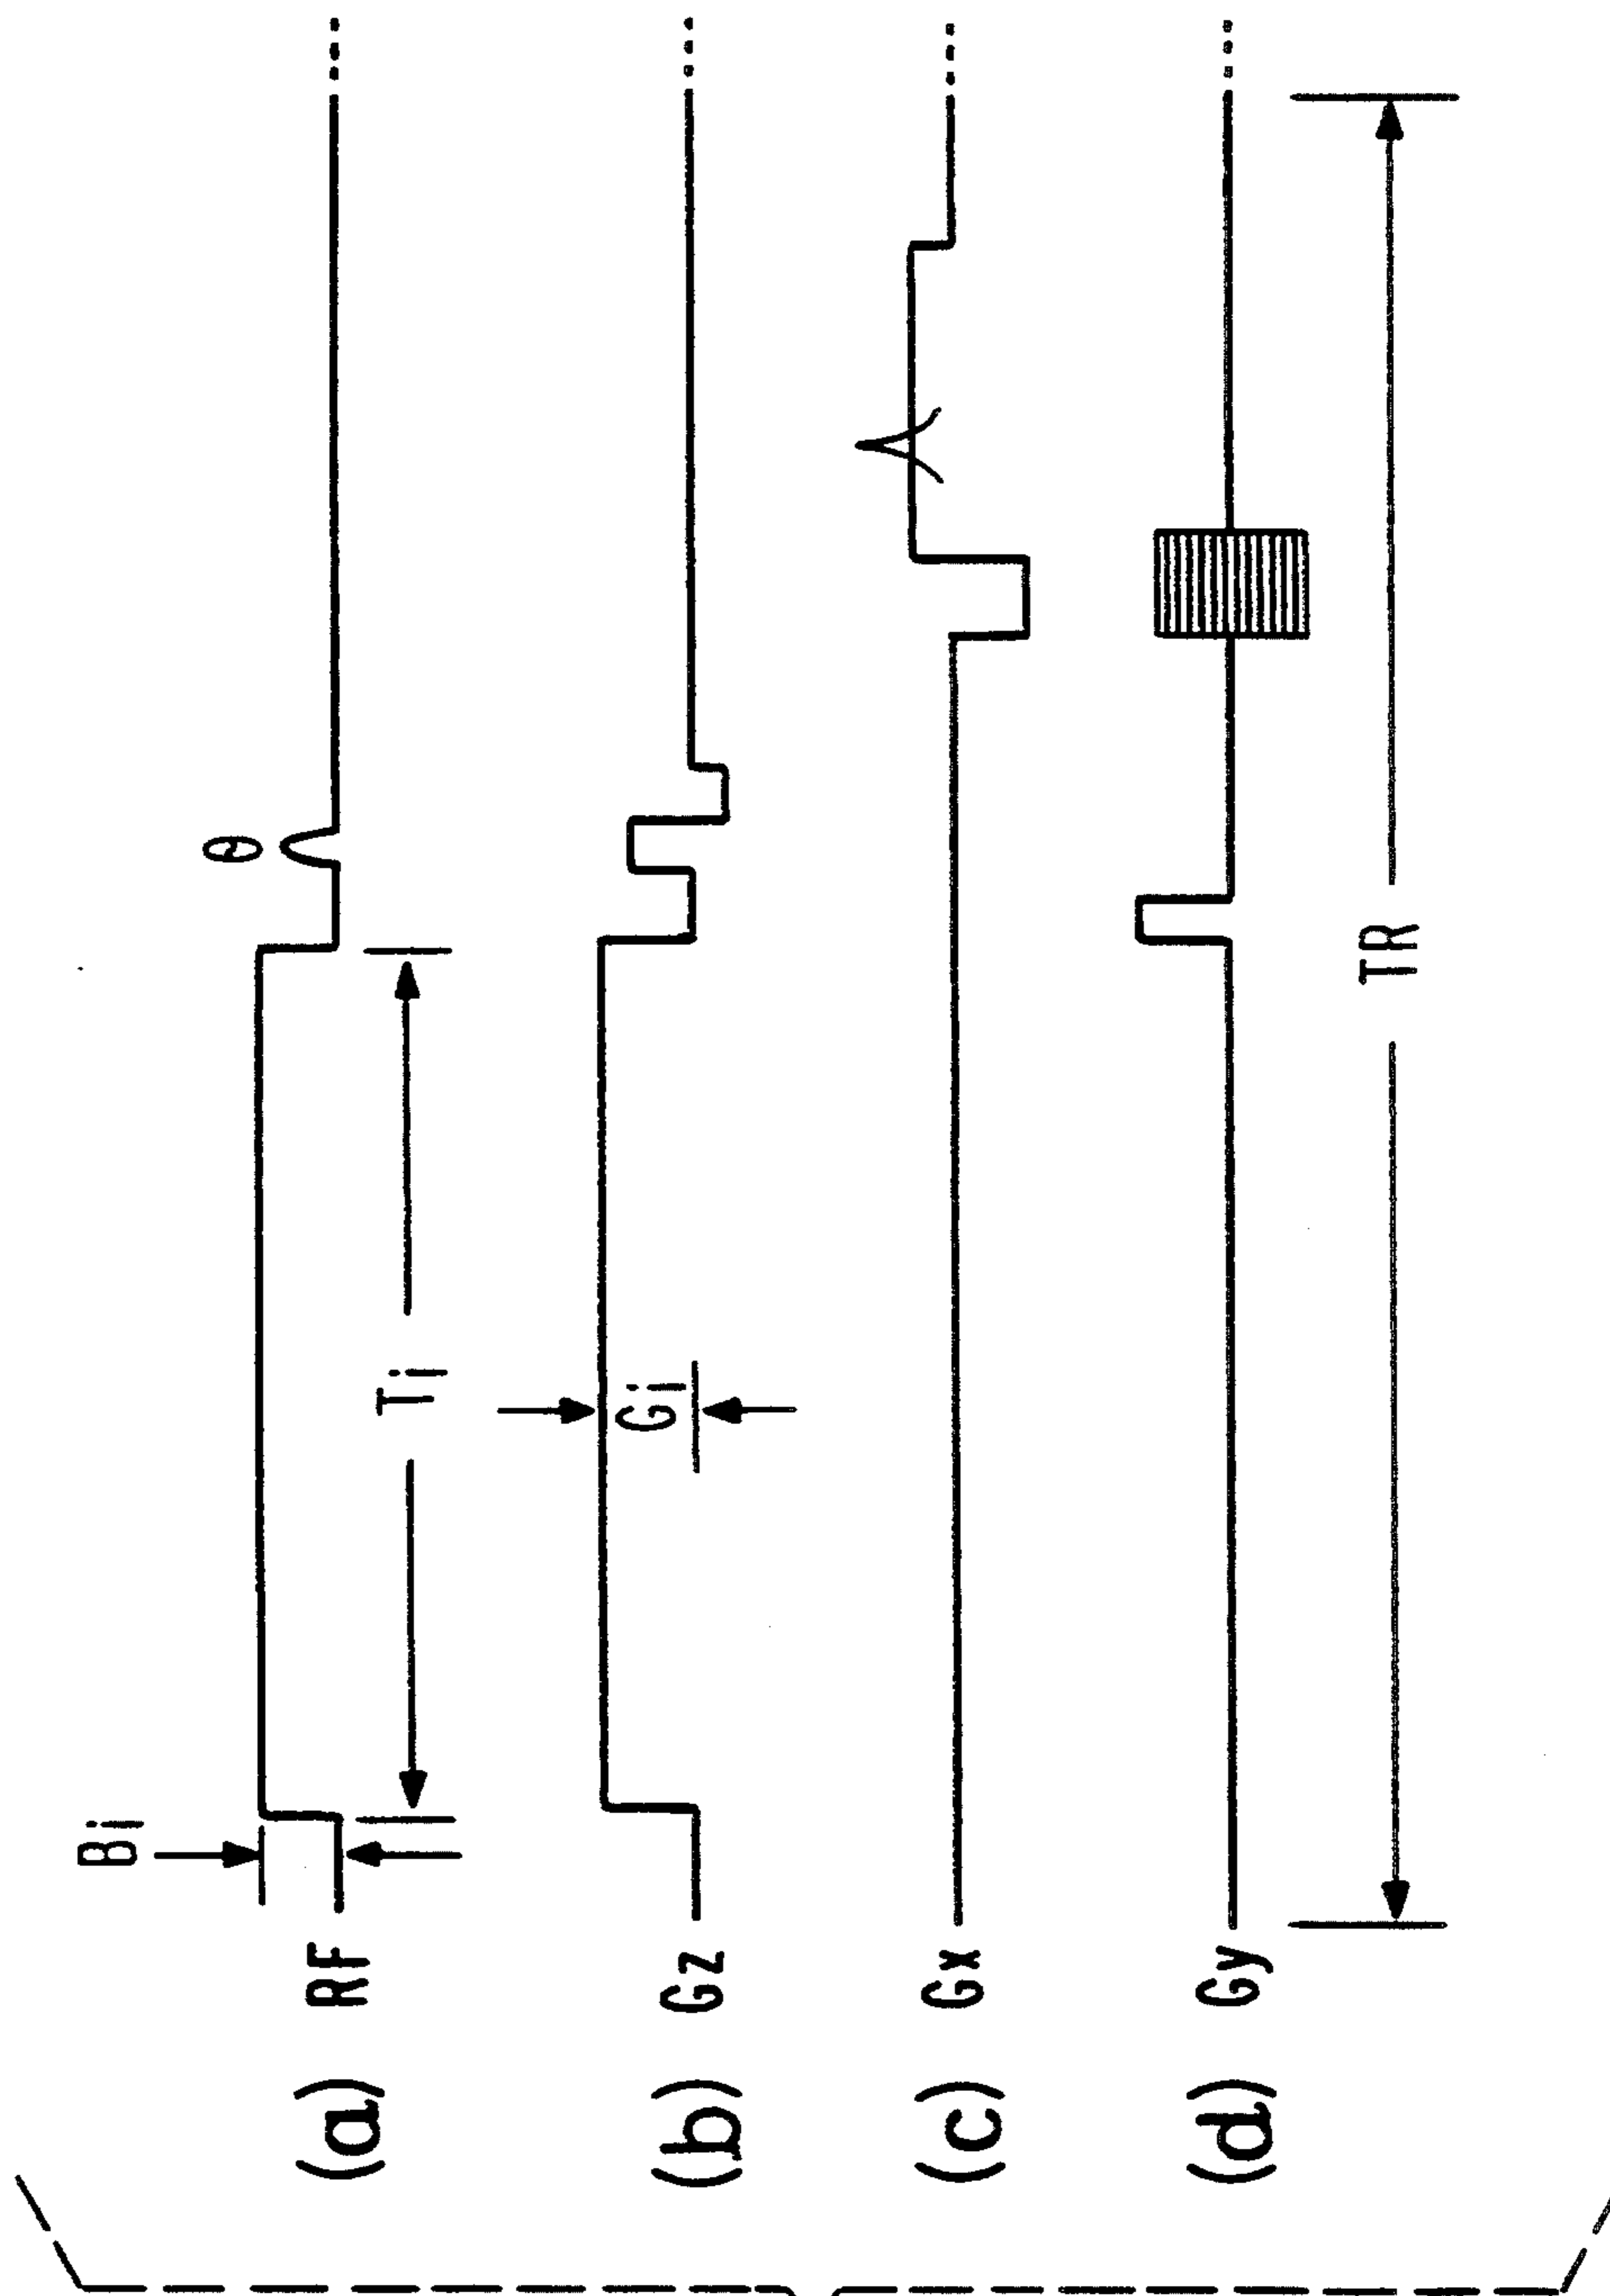 Bi
θ
(a) RF
Ti
(b) Gz
Gi
(c) Gx
(d) Gy
TR